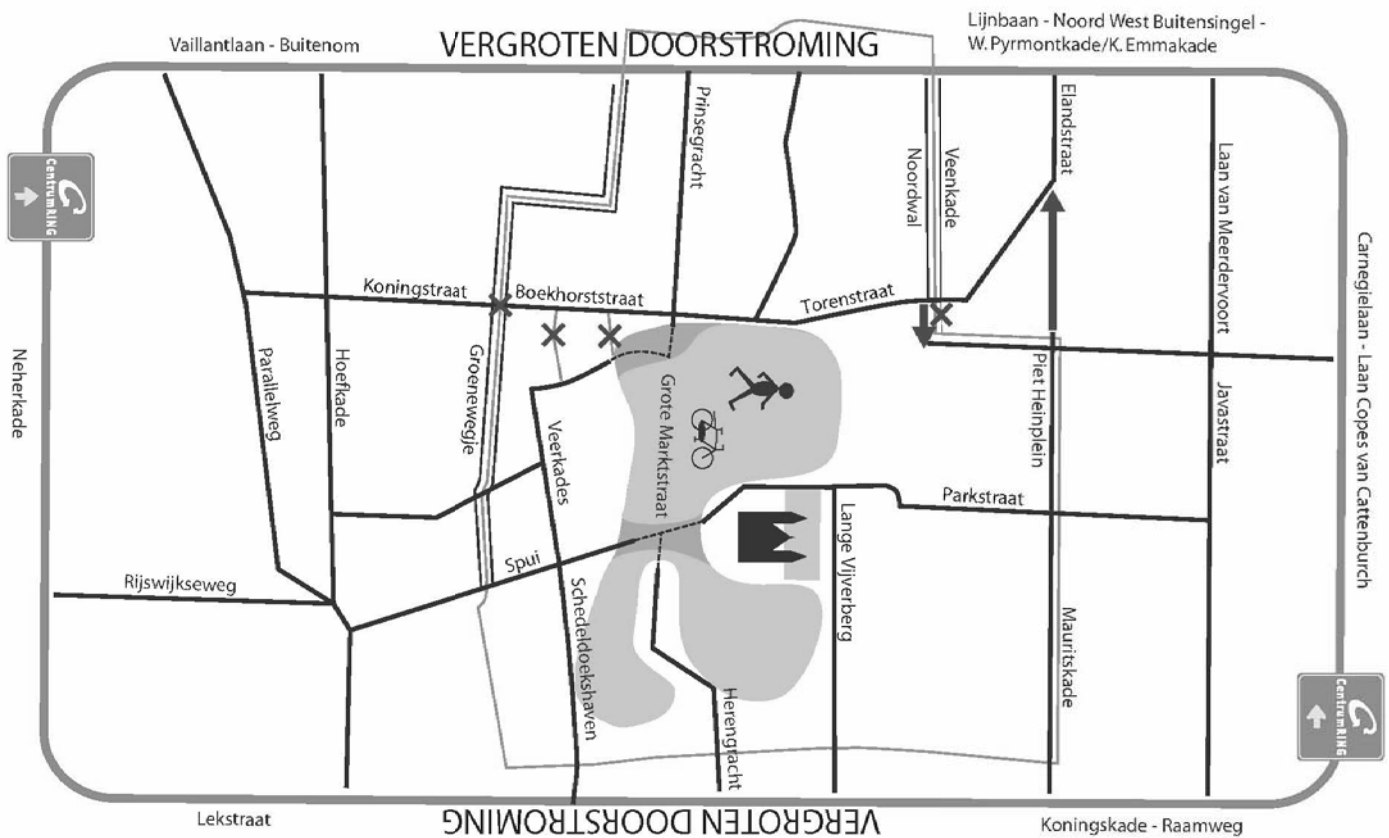 Vaillantlaan - Buitenom
VERGROTEN DOORSTROMING
Lijnbaan - Noord West Buitensingel -
W. Pyrmontkade/K. Emmakade
Prinsegracht
Noordwal
Veenkade
Elandstraat
Laan van Meerdervoort
CentrumRING
Carnegielaan - Laan Copes van Cattenburch
Koningstraat
Boekhorststraat
Torenstraat
Neherkade
Parallelweg
Hoefkade
Groenewegje
Veerkades
Grote Marktstraat
Piet Heinplein
Javastraat
Parkstraat
Lange Vijverberg
Spui
Rijswijkseweg
Schedeldoekshaven
Herengracht
Mauritskade
CentrumRING
Lekstraat
VERGROTEN DOORSTROMING
Koningskade - Raamweg